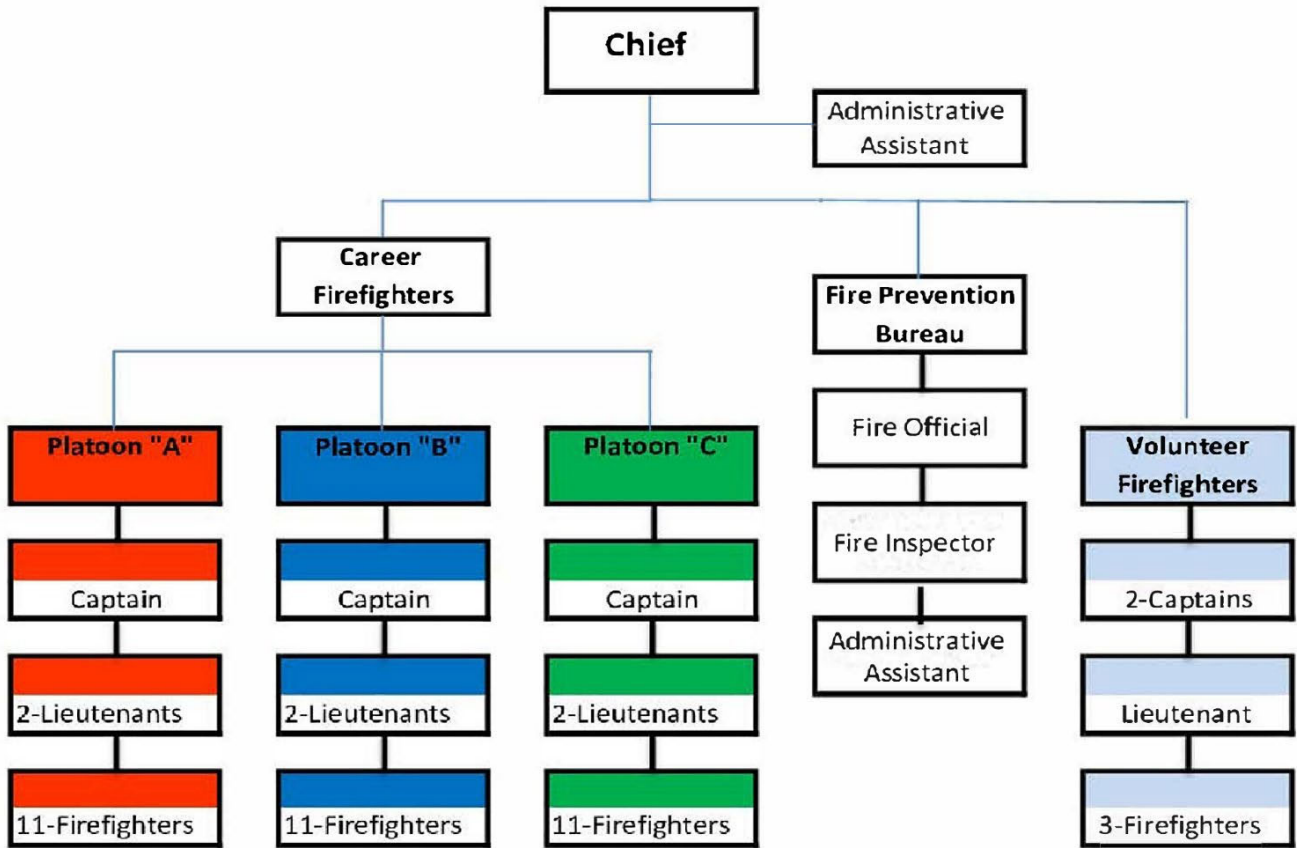 Chief
Administrative
Assistant
Career
Firefighters
Fire Prevention
Bureau
Fire Official
Fire Inspector
Administrative
Assistant
Platoon "A"
Captain
2-Lieutenants
11-Firefighters
Platoon "B"
Captain
2-Lieutenants
11-Firefighters
Platoon "C"
Captain
2-Lieutenants
11-Firefighters
Volunteer
Firefighters
2-Captains
Lieutenant
3-Firefighters